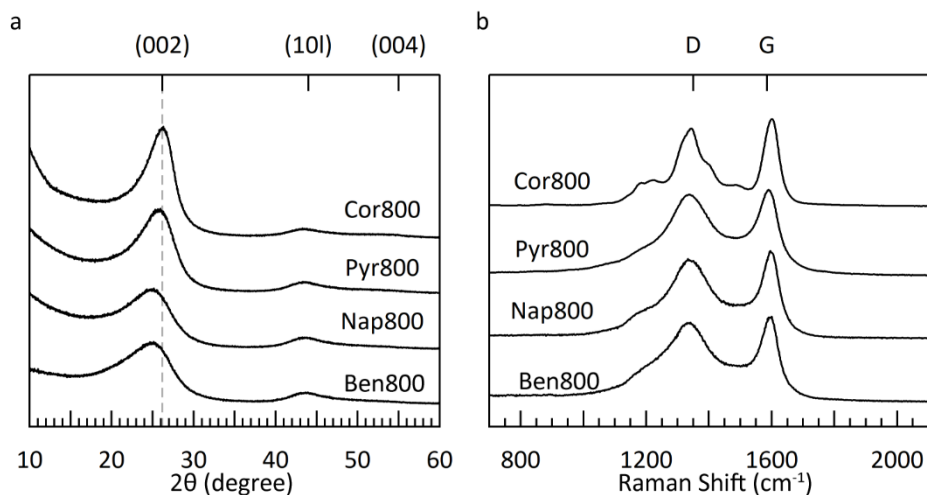 a
(002) (10l) (004)
Cor800
Pyr800
Nap800
Ben800
10 20 30 40 50 60
2θ (degree)
b
D G
Cor800
Pyr800
Nap800
Ben800
800 1200 1600 2000
Raman Shift (cm⁻¹)